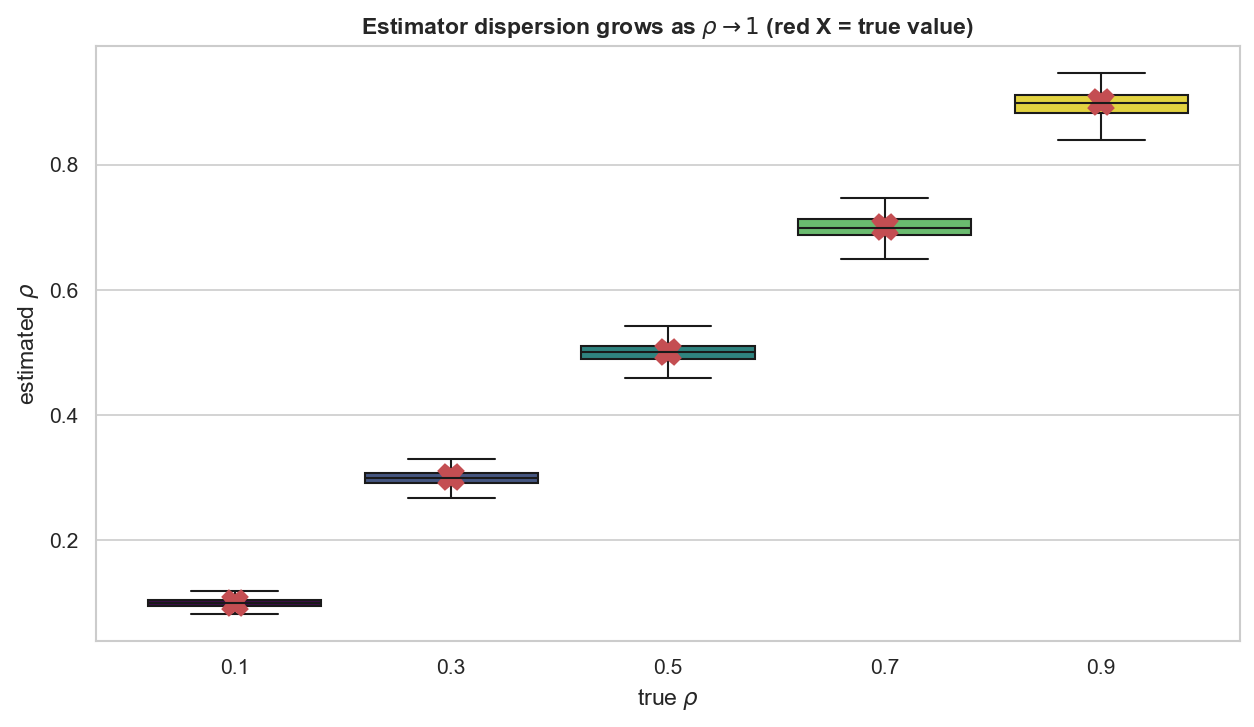 Estimator dispersion grows as ρ → 1 (red X = true value)
estimated ρ
0.8
0.6
0.4
0.2
0.1 0.3 0.5 0.7 0.9
true ρ